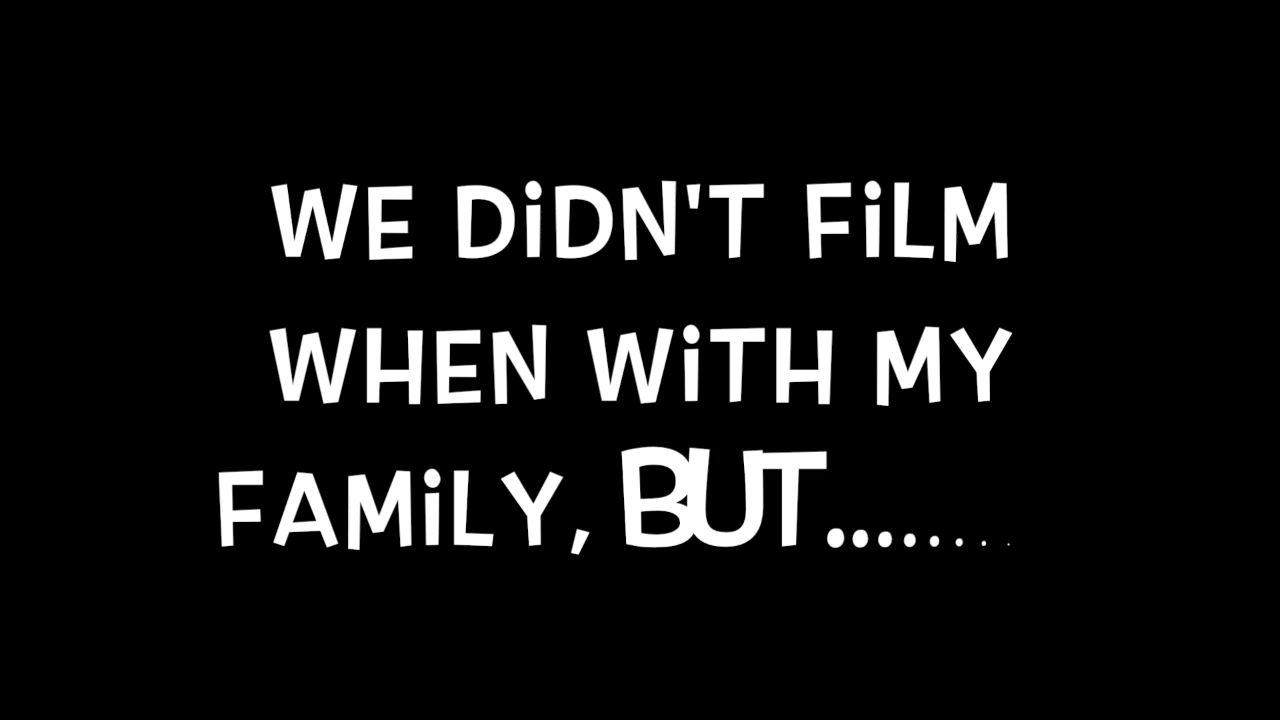 WE DiDN'T FiLM
WHEN WiTH MY
FAMiLY, BUT.........